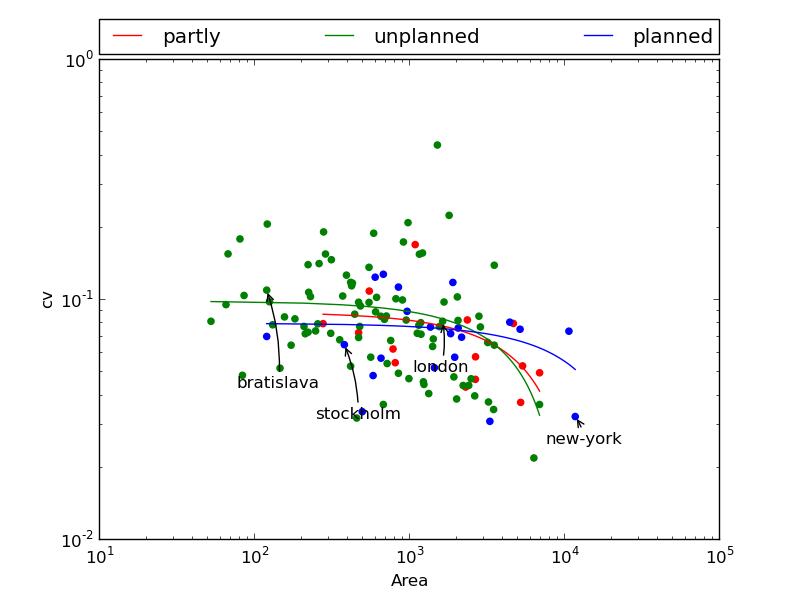 partly unplanned planned
10^0
10^-1
10^-2
cv
bratislava
stockholm
london
new-york
10^1 10^2 10^3 10^4 10^5
Area